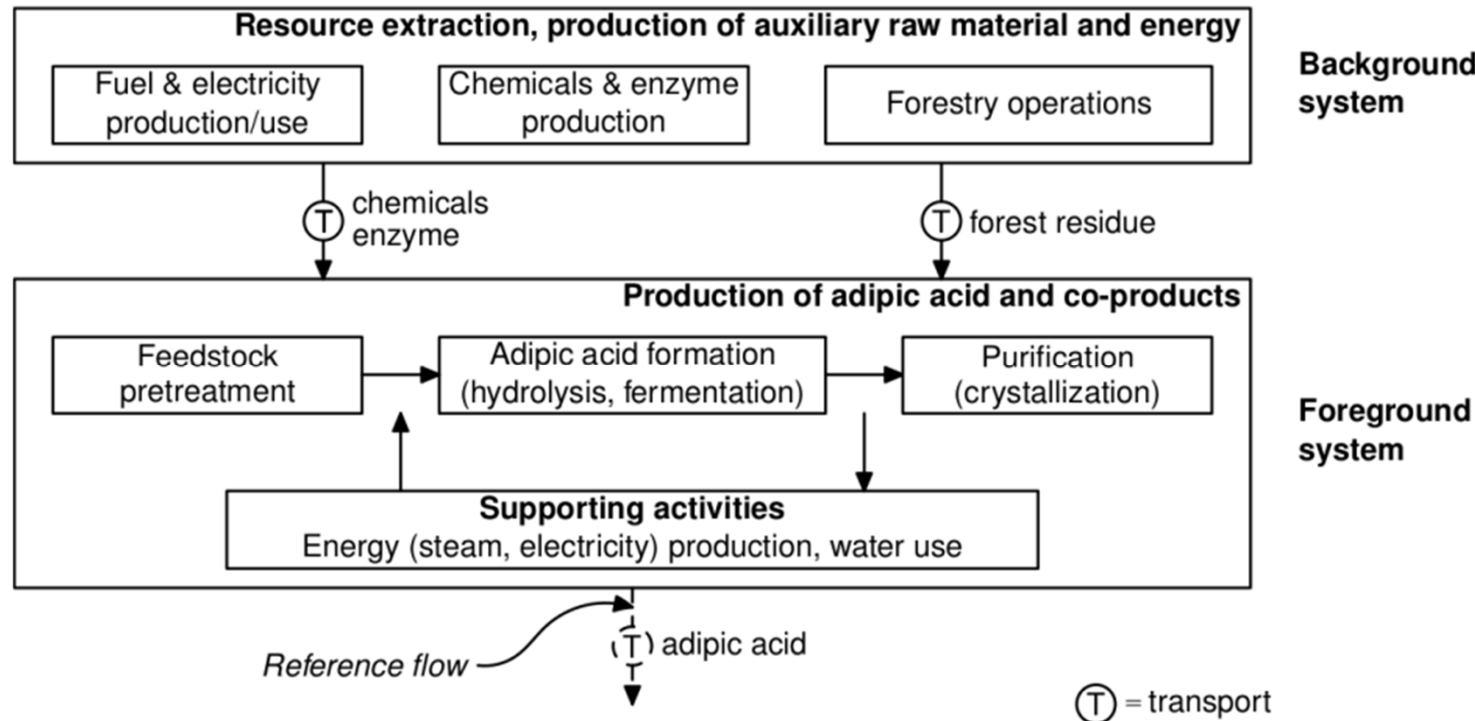 Resource extraction, production of auxiliary raw material and energy
Fuel & electricity
production/use
Chemicals & enzyme
production
Forestry operations
Background
system
T
chemicals
enzyme
T
forest residue
Production of adipic acid and co-products
Feedstock
pretreatment
Adipic acid formation
(hydrolysis, fermentation)
Purification
(crystallization)
Foreground
system
Supporting activities
Energy (steam, electricity) production, water use
Reference flow
T
adipic acid
T = transport